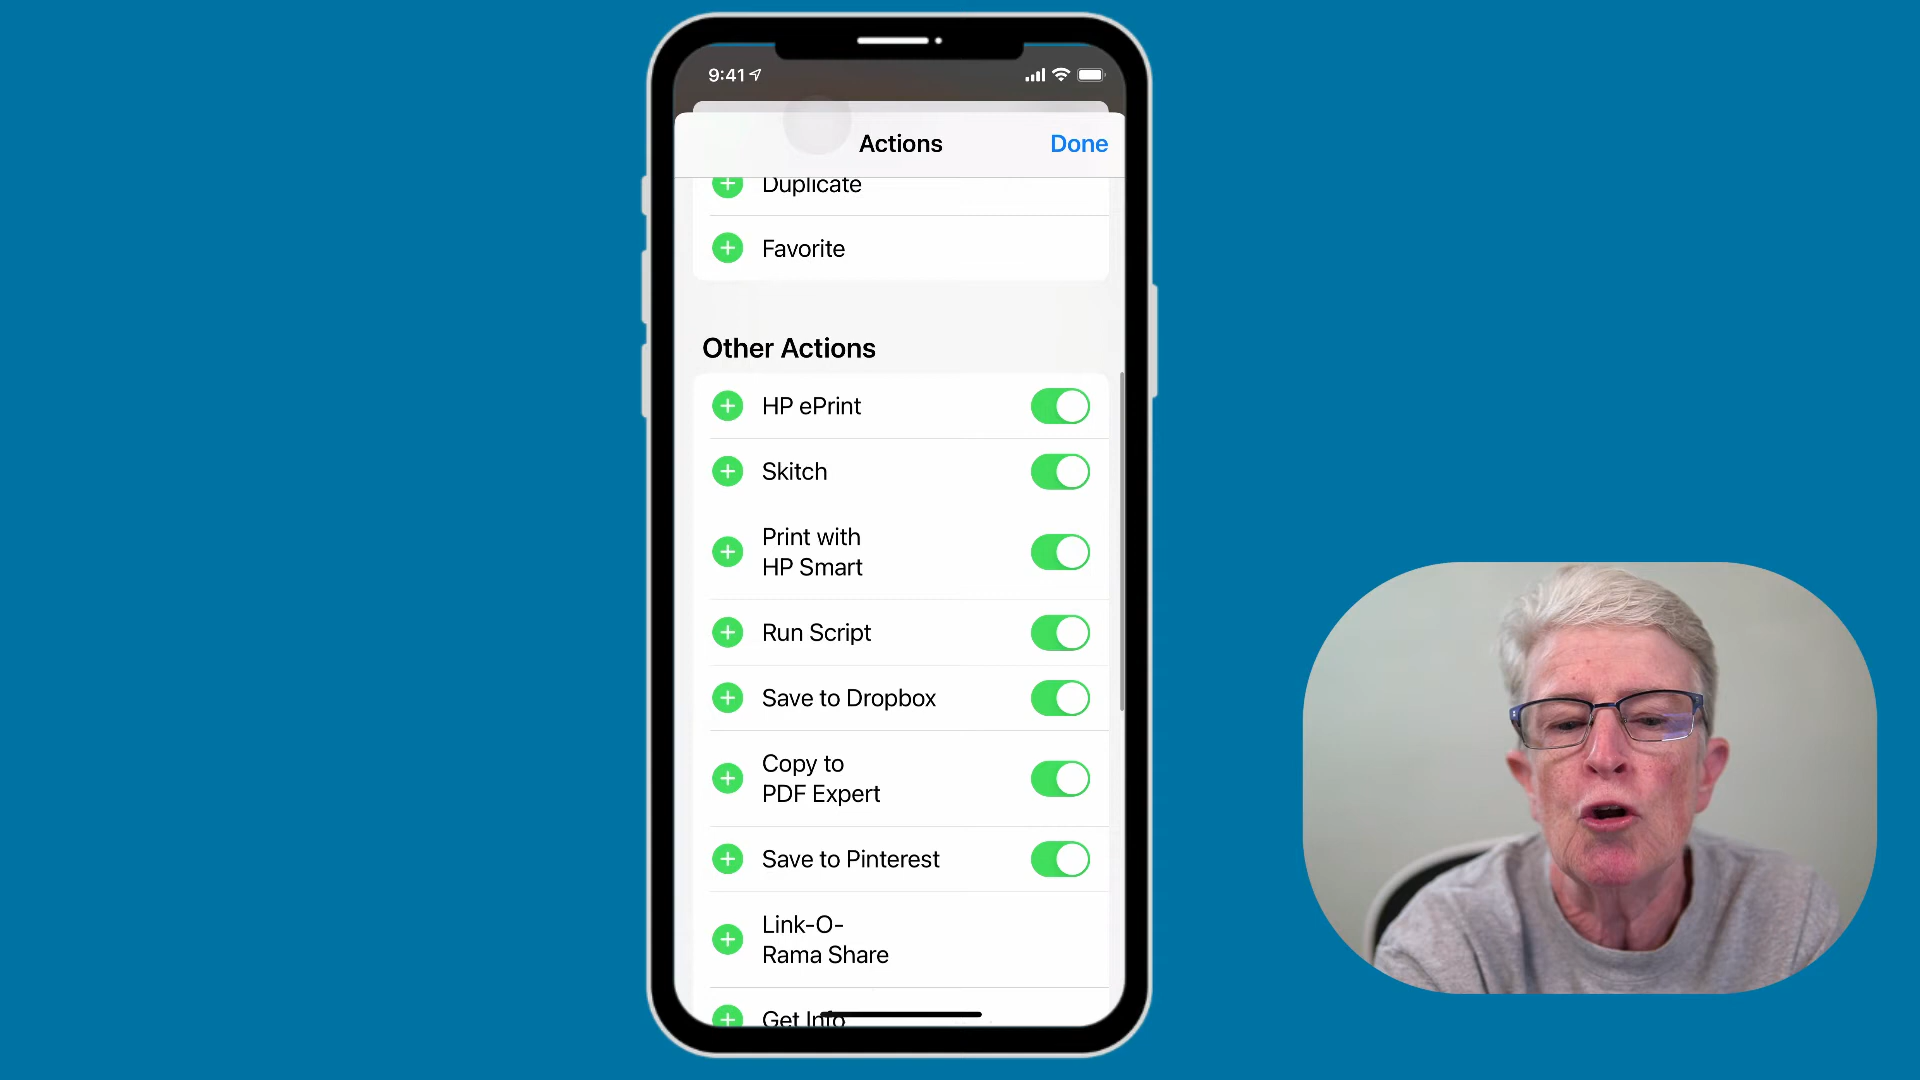 9:41
Actions
Done
Duplicate
Favorite
Other Actions
HP ePrint
Skitch
Print with
HP Smart
Run Script
Save to Dropbox
Copy to
PDF Expert
Save to Pinterest
Link-O-
Rama Share
Get Info